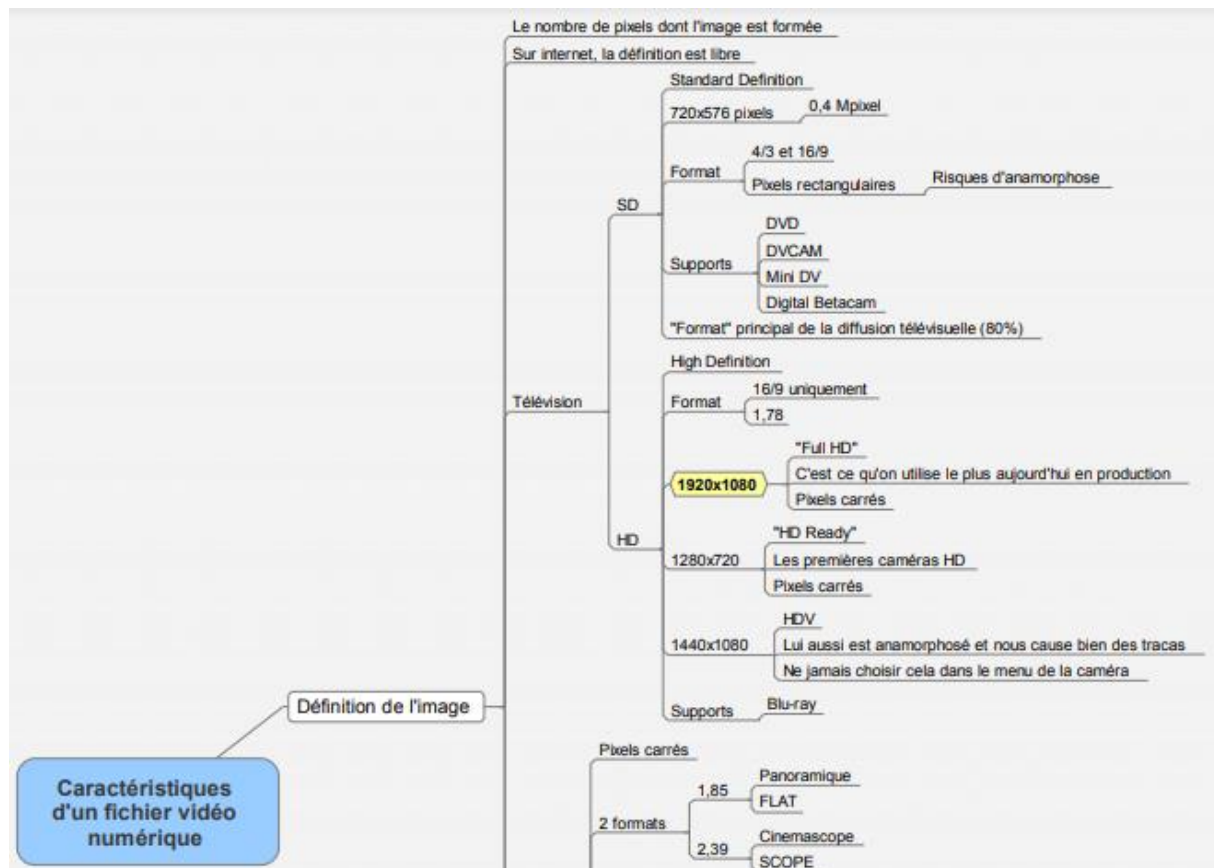 Le nombre de pixels dont l'image est formée
Sur internet, la définition est libre
Standard Definition
720x576 pixels
0,4 Mpixel
4/3 et 16/9
Format
Pixels rectangulaires
Risques d'anamorphose
SD
DVD
DVCAM
Supports
Mini DV
Digital Betacam
"Format" principal de la diffusion télévisuelle (80%)
High Definition
16/9 uniquement
Format
1,78
Télévision
"Full HD"
C'est ce qu'on utilise le plus aujourd'hui en production
1920x1080
Pixels carrés
HD
"HD Ready"
1280x720
Les premières caméras HD
Pixels carrés
HDV
1440x1080
Lui aussi est anamorphosé et nous cause bien des tracas
Ne jamais choisir cela dans le menu de la caméra
Supports
Blu-ray
Définition de l'image
Pixels carrés
Caractéristiques
d'un fichier vidéo
numérique
Panoramique
1,85
FLAT
2 formats
Cinemascope
2,39
SCOPE